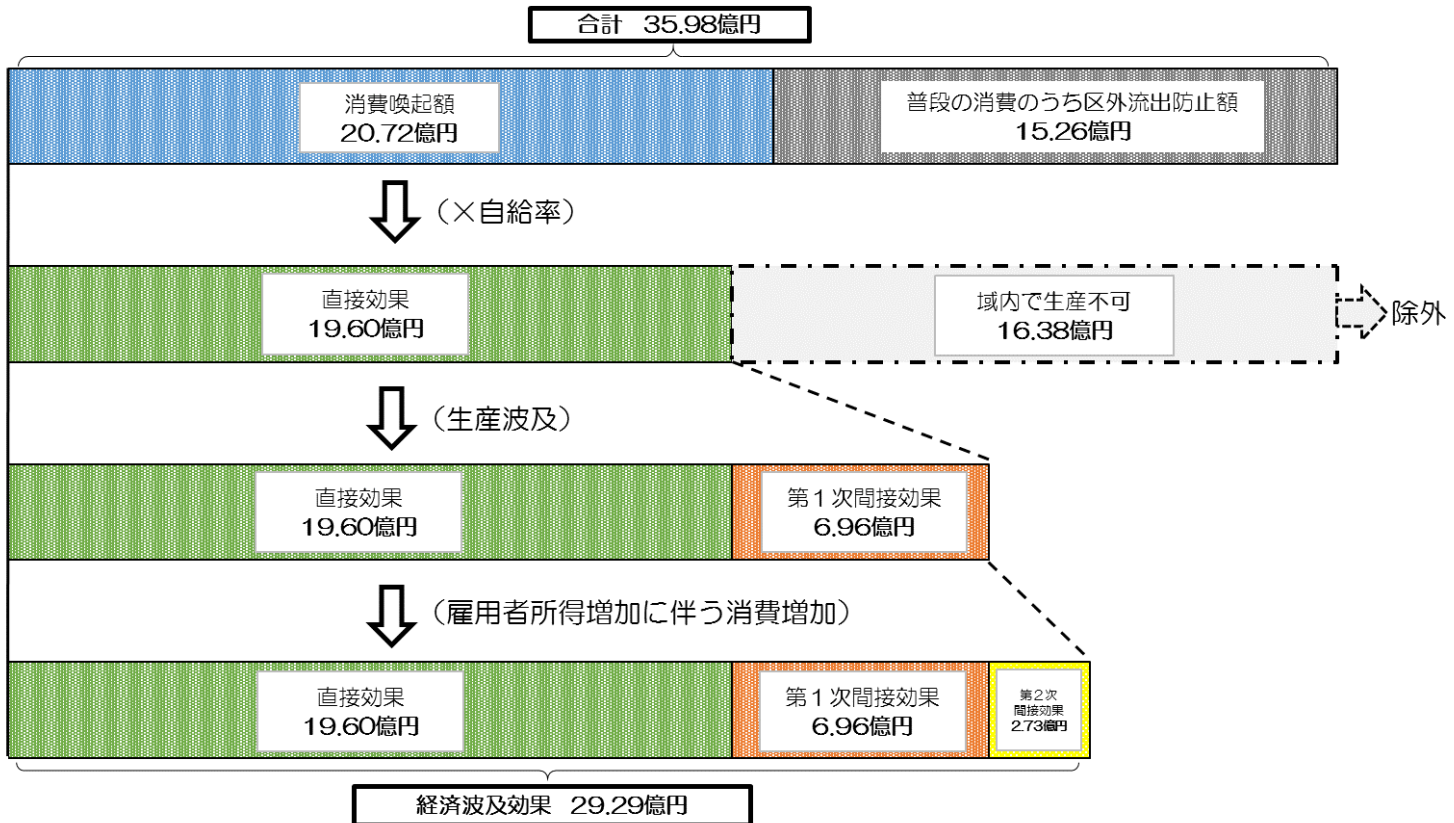 合計 35.98億円
消費喚起額
20.72億円
普段の消費のうち区外流出防止額
15.26億円
(×自給率)
直接効果
19.60億円
域内で生産不可
16.38億円
除外
(生産波及)
直接効果
19.60億円
第1次間接効果
6.96億円
(雇用者所得増加に伴う消費増加)
直接効果
19.60億円
第1次間接効果
6.96億円
第2次
間接効果
2.73億円
経済波及効果 29.29億円